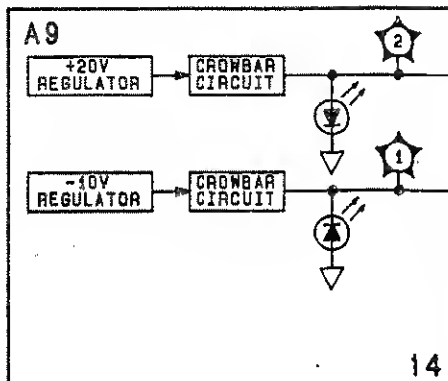 A9
2
+20V
REGULATOR
CROWBAR
CIRCUIT
1
-10V
REGULATOR
CROWBAR
CIRCUIT
14